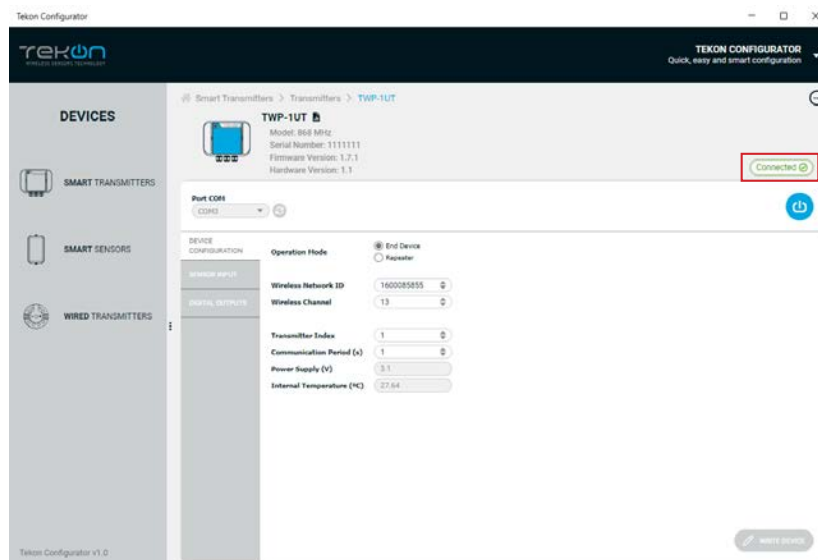 Tekon Configurator
TEKON
WIRELESS SENSORS TECHNOLOGY
TEKON CONFIGURATOR
Quick, easy and smart configuration
DEVICES
SMART TRANSMITTERS
SMART SENSORS
WIRED TRANSMITTERS
Tekon Configurator v1.0
Smart Transmitters > Transmitters > TWP-1UT
TWP-1UT
Model: 868 MHz
Serial Number: 1111111
Firmware Version: 1.7.1
Hardware Version: 1.1
Connected
Port COM
COM3
DEVICE
CONFIGURATION
SENSOR INPUT
DIGITAL OUTPUTS
Operation Mode
End Device
Repeater
Wireless Network ID 1600085855
Wireless Channel 13
Transmitter Index 1
Communication Period (s) 1
Power Supply (V) 3.1
Internal Temperature (ºC) 27.64
WRITE DEVICE